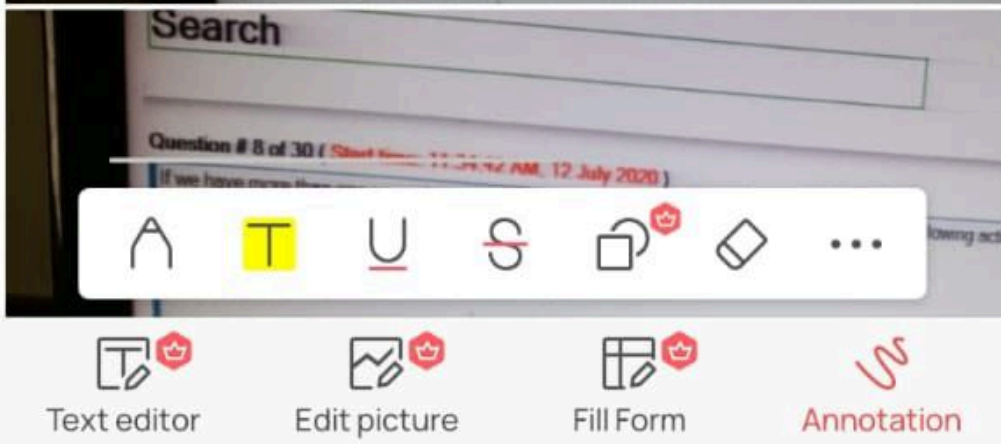 Search
Question # 8 of 30 ( Start time: 11:34:42 AM, 12 July 2020 )
If we have more than
lowing act
T
U
S
Text editor
Edit picture
Fill Form
Annotation